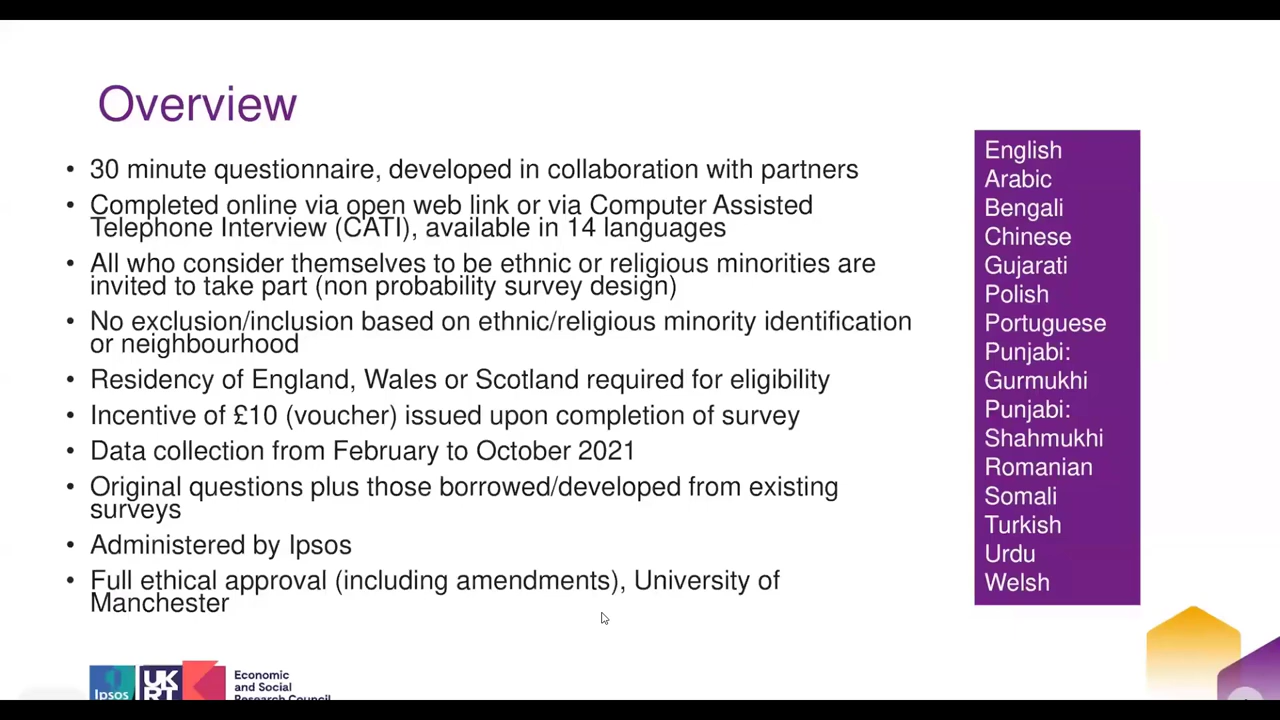 Overview
• 30 minute questionnaire, developed in collaboration with partners
• Completed online via open web link or via Computer Assisted
Telephone Interview (CATI), available in 14 languages
• All who consider themselves to be ethnic or religious minorities are
invited to take part (non probability survey design)
• No exclusion/inclusion based on ethnic/religious minority identification
or neighbourhood
• Residency of England, Wales or Scotland required for eligibility
• Incentive of £10 (voucher) issued upon completion of survey
• Data collection from February to October 2021
• Original questions plus those borrowed/developed from existing
surveys
• Administered by Ipsos
• Full ethical approval (including amendments), University of
Manchester
English
Arabic
Bengali
Chinese
Gujarati
Polish
Portuguese
Punjabi:
Gurmukhi
Punjabi:
Shahmukhi
Romanian
Somali
Turkish
Urdu
Welsh
Ipsos
UK
RI
Economic
and Social
Research Council